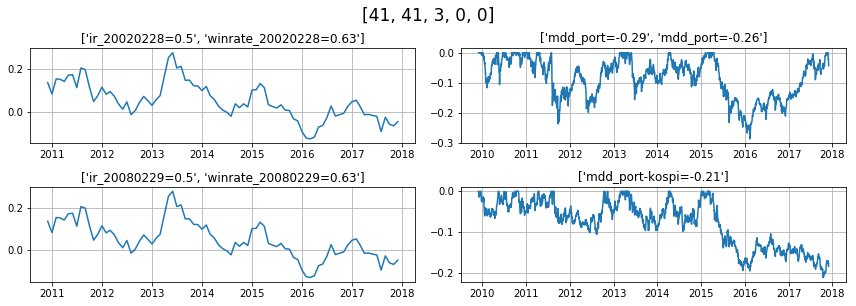 [41, 41, 3, 0, 0]
['ir_20020228=0.5', 'winrate_20020228=0.63']
0.2
0.0
2011 2012 2013 2014 2015 2016 2017 2018
['mdd_port=-0.29', 'mdd_port=-0.26']
0.0
−0.1
−0.2
−0.3
2010 2011 2012 2013 2014 2015 2016 2017 2018
['ir_20080229=0.5', 'winrate_20080229=0.63']
0.2
0.0
2011 2012 2013 2014 2015 2016 2017 2018
['mdd_port-kospi=-0.21']
0.0
−0.1
−0.2
2010 2011 2012 2013 2014 2015 2016 2017 2018